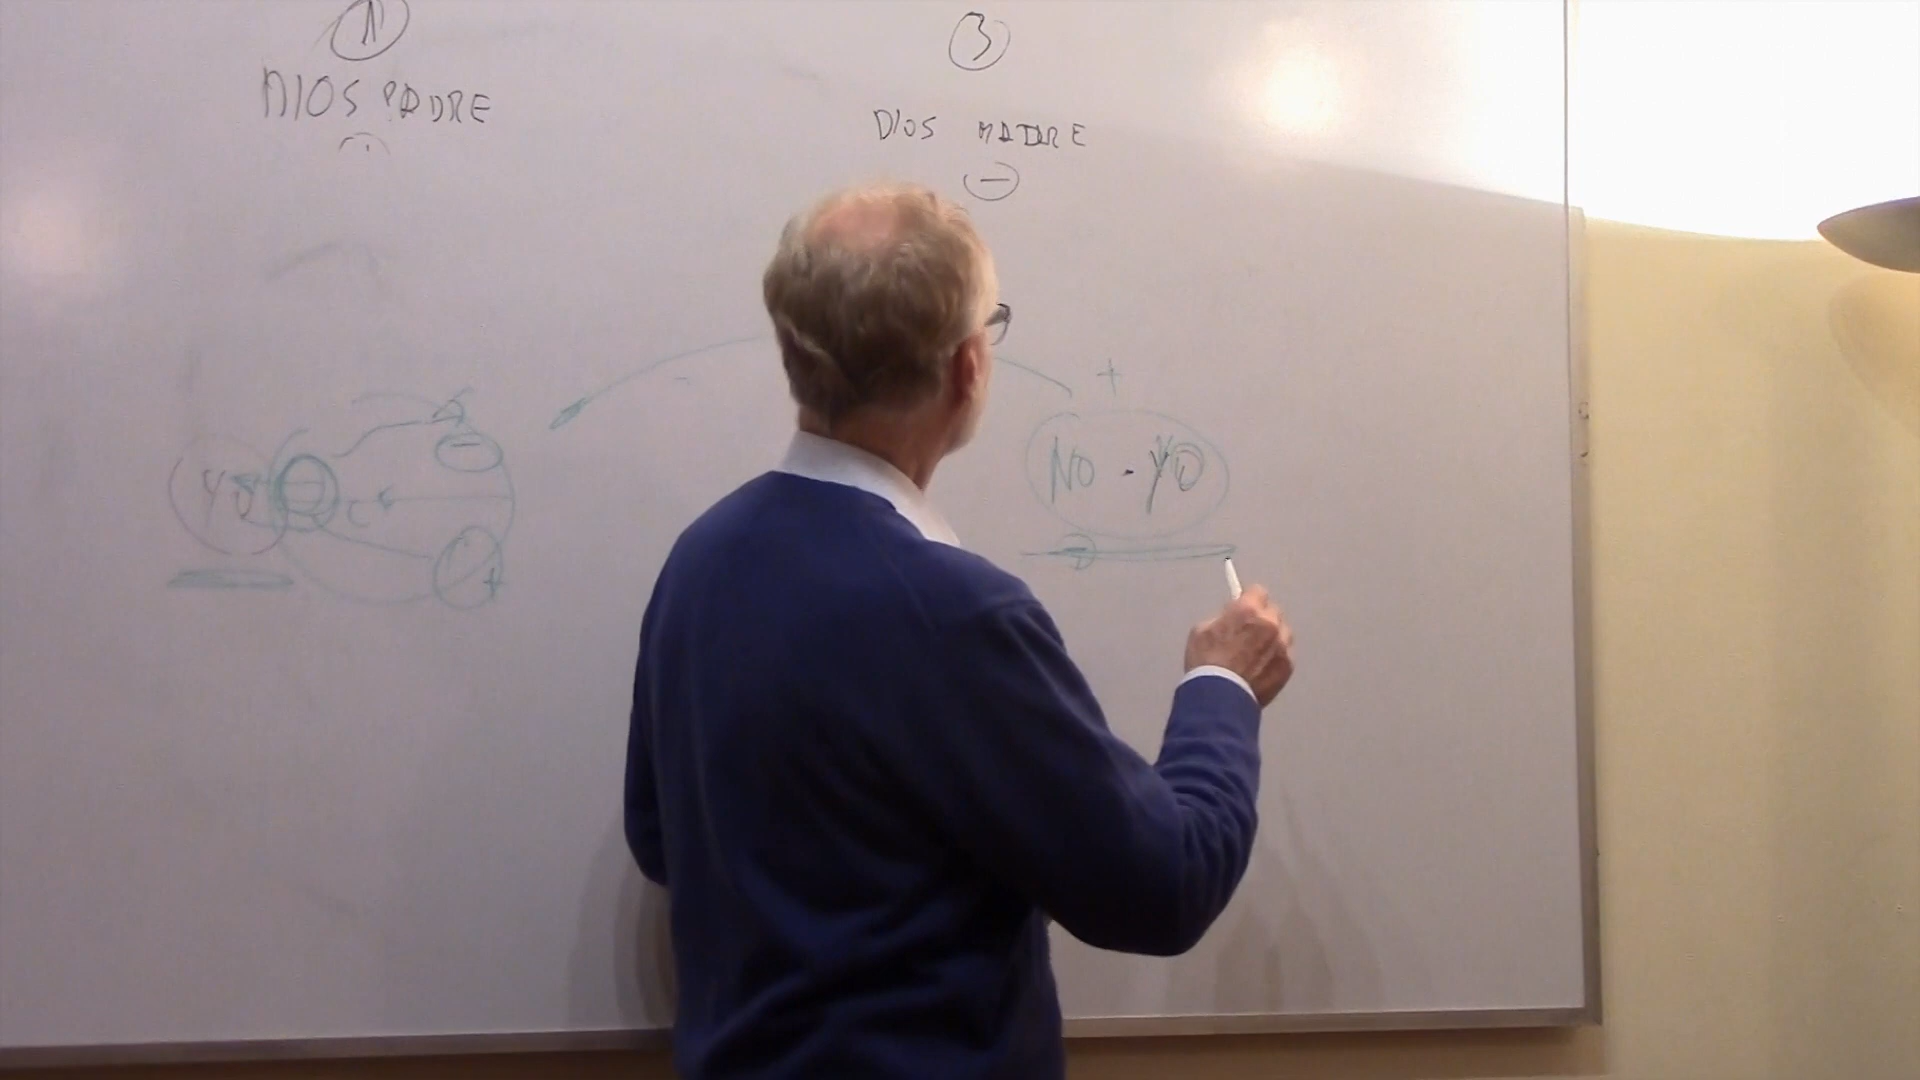 1
DIOS PADRE
3
DIOS MADRE
−
+
NO - YO
YO
−
C
+